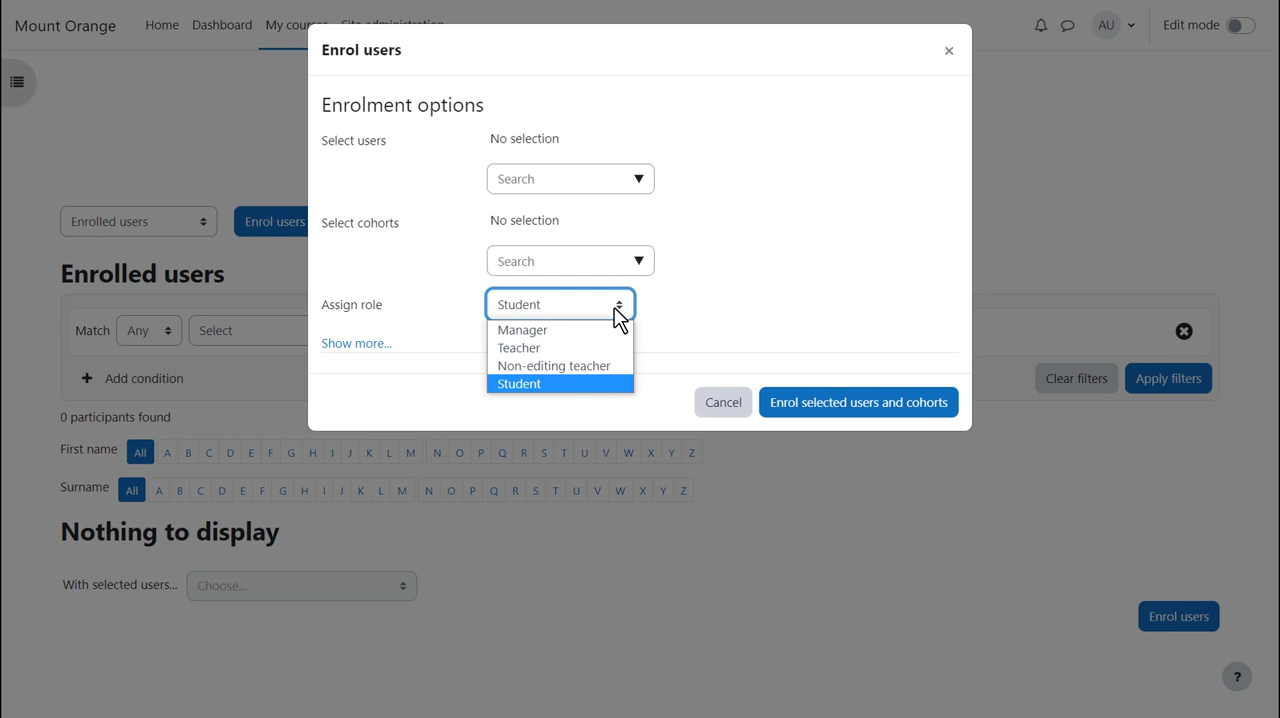 Mount Orange Home Dashboard My courses Site administration AU Edit mode
Enrol users ×
Enrolment options
Select users No selection
Search
Select cohorts No selection
Search
Assign role Student
Manager
Teacher
Non-editing teacher
Student
Show more...
Cancel Enrol selected users and cohorts
Enrolled users Enrol users
Enrolled users
Match Any Select
+ Add condition Clear filters Apply filters
0 participants found
First name All A B C D E F G H I J K L M N O P Q R S T U V W X Y Z
Surname All A B C D E F G H I J K L M N O P Q R S T U V W X Y Z
Nothing to display
With selected users... Choose...
Enrol users
?